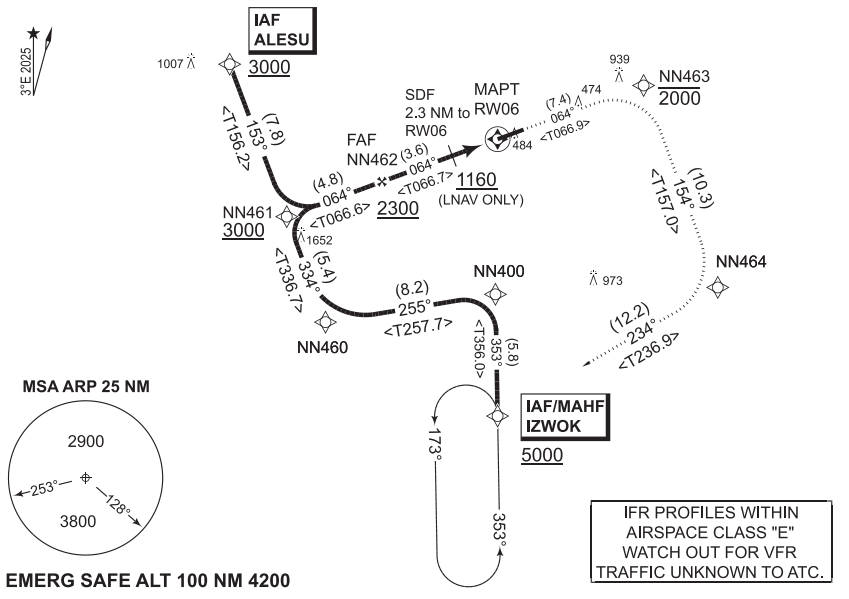 IAF
ALESU
3000
1007
3°E 2025
153°
(7.8)
<T156.2>
939
NN463
2000
MAPT
RW06
SDF
2.3 NM to
RW06
474
(7.4)
064°
<T066.9>
484
FAF
NN462
(3.6)
064°
<T066.7>
1160
(LNAV ONLY)
(4.8)
064°
<T066.6>
2300
NN461
3000
1652
(10.3)
154°
<T157.0>
(5.4)
334°
<T336.7>
NN400
973
NN464
(8.2)
255°
<T257.7>
NN460
(5.8)
353°
<T356.0>
(12.2)
234°
<T236.9>
IAF/MAHF
IZWOK
5000
173°
353°
MSA ARP 25 NM
2900
253°
128°
3800
EMERG SAFE ALT 100 NM 4200
IFR PROFILES WITHIN
AIRSPACE CLASS "E"
WATCH OUT FOR VFR
TRAFFIC UNKNOWN TO ATC.